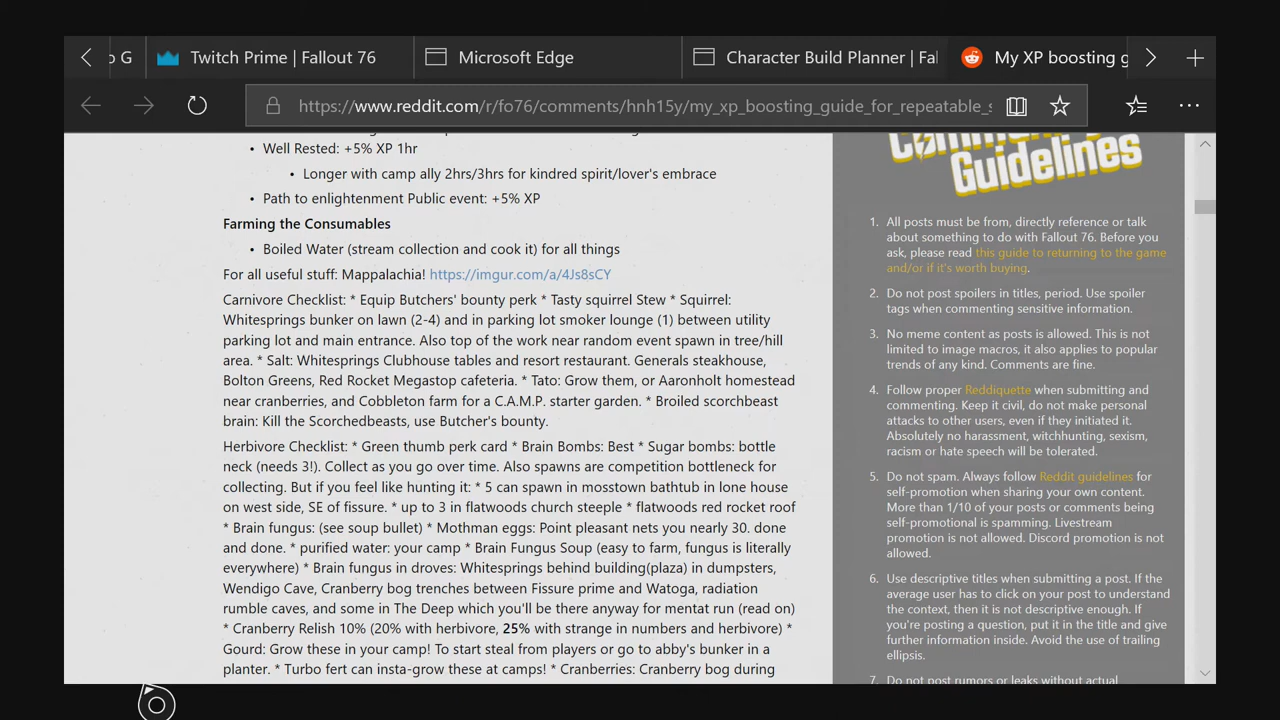 o G
Twitch Prime | Fallout 76
Microsoft Edge
Character Build Planner | Fal
My XP boosting g
https://www.reddit.com/r/fo76/comments/hnh15y/my_xp_boosting_guide_for_repeatable_s
• Well Rested: +5% XP 1hr
• Longer with camp ally 2hrs/3hrs for kindred spirit/lover's embrace
• Path to enlightenment Public event: +5% XP
Farming the Consumables
• Boiled Water (stream collection and cook it) for all things
For all useful stuff: Mappalachia! https://imgur.com/a/4Js8sCY
Carnivore Checklist: * Equip Butchers' bounty perk * Tasty squirrel Stew * Squirrel:
Whitesprings bunker on lawn (2-4) and in parking lot smoker lounge (1) between utility
parking lot and main entrance. Also top of the work near random event spawn in tree/hill
area. * Salt: Whitesprings Clubhouse tables and resort restaurant. Generals steakhouse,
Bolton Greens, Red Rocket Megastop cafeteria. * Tato: Grow them, or Aaronholt homestead
near crane and Cobbleton farm for a C.A.M.P. starter garden. * Broiled scorchbeast
brain: Kill the Scorchedbeasts, use Butcher's bounty.
Herbivore Checklist: * Green thumb perk card * Brain Bombs: Best * Sugar bombs: bottle
neck (needs 3!). Collect as you go over time. Also spawns are competition bottleneck for
collecting. But if you feel like hunting it: * 5 can spawn in mosstown bathtub in lone house
on west side, SE of fissure. * up to 3 in flatwoods church steeple * flatwoods red rocket roof
* Brain fungus: (see soup bullet) * Mothman eggs: Point pleasant nets you nearly 30. done
and done. * purified water: your camp * Brain Fungus Soup (easy to farm, fungus is literally
everywhere) * Brain fungus in droves: Whitesprings behind building(plaza) in dumpsters,
Wendigo Cave, Cranberry bog trenches between Fissure prime and Watoga, radiation
rumble caves, and some in The Deep which you'll be there anyway for mentat run (read on)
* Cranberry Relish 10% (20% with herbivore, 25% with strange in numbers and herbivore) *
Gourd: Grow these in your camp! To start steal from players or go to abby's bunker in a
planter. * Turbo fert can insta-grow these at camps! * Cranberries: Cranberry bog during
Guidelines
1. All posts must be from, directly reference or talk
about something to do with Fallout 76. Before you
ask, please read this guide to returning to the game
and/or if it's worth buying.
2. Do not post spoilers in titles, period. Use spoiler
tags when commenting sensitive information.
3. No meme content as posts is allowed. This is not
limited to image macros, it also applies to popular
trends of any kind. Comments are fine.
4. Follow proper Reddiquette when submitting and
commenting. Keep it civil, do not make personal
attacks to other users, even if they initiated it.
Absolutely no harassment, witchhunting, sexism,
racism or hate speech will be tolerated.
5. Do not spam. Always follow Reddit guidelines for
self-promotion when sharing your own content.
More than 1/10 of your posts or comments being
self-promotional is spamming. Livestream
promotion is not allowed. Discord promotion is not
allowed.
6. Use descriptive titles when submitting a post. If the
average user has to click on your post to understand
the context, then it is not descriptive enough. If
you're posting a question, put it in the title and give
further information inside. Avoid the use of trailing
ellipsis.
7. Do not post rumors or leaks without actual